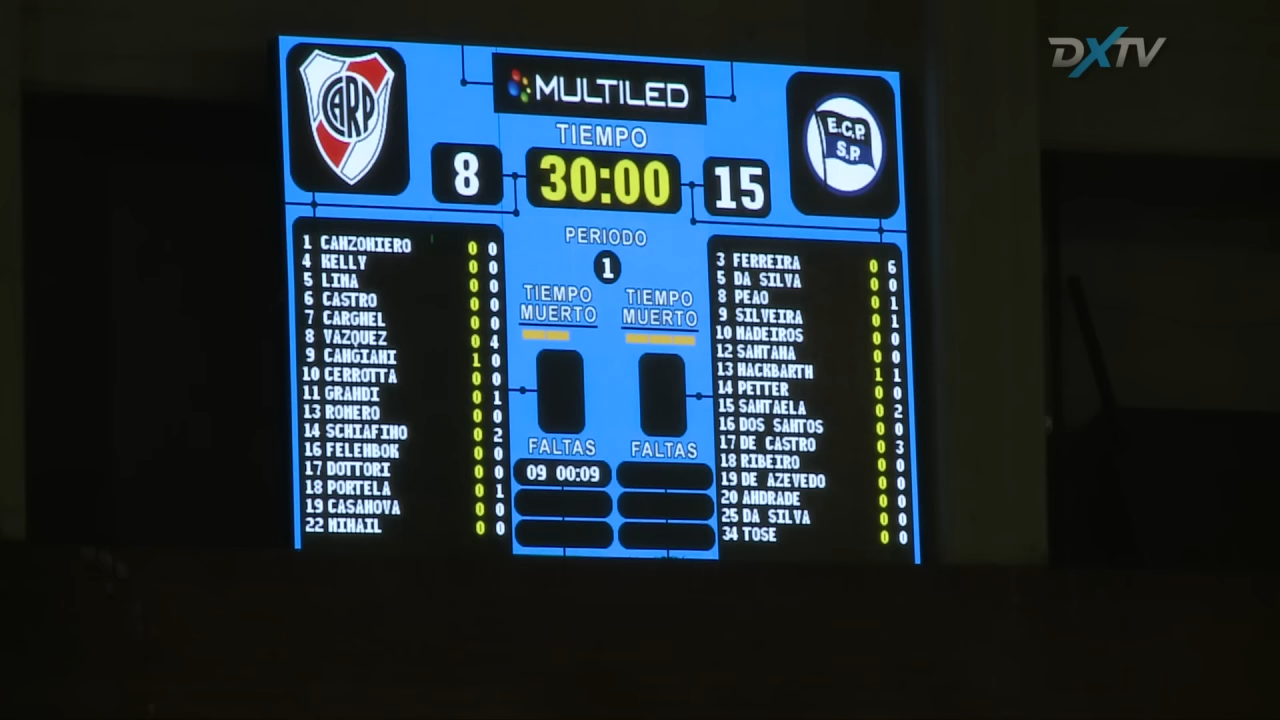 DXTV
CARP
MULTILED
E.C.P.
S.P.
TIEMPO
8 30:00 15
PERIODO
1
TIEMPO MUERTO
TIEMPO MUERTO
FALTAS
FALTAS
09 00:09
1 CANZONIERO 0 0
4 KELLY 0 0
5 LIMA 0 0
6 CASTRO 0 0
7 CARGNEL 0 0
8 VAZQUEZ 0 4
9 CANGIANI 1 0
10 CERROTTA 0 0
11 GRANDI 0 1
13 ROMERO 0 0
14 SCHIAFINO 0 2
16 FELENBOK 0 0
17 DOTTORI 0 0
18 PORTELA 0 1
19 CASANOVA 0 0
22 MIHAIL 0 0
3 FERREIRA 0 6
5 DA SILVA 0 0
8 PEAO 0 1
9 SILVEIRA 0 1
10 MADEIROS 0 0
12 SANTANA 0 0
13 HACKBARTH 1 1
14 PETTER 0 0
15 SANTAELA 0 2
16 DOS SANTOS 0 0
17 DE CASTRO 0 3
18 RIBEIRO 0 0
19 DE AZEVEDO 0 0
20 ANDRADE 0 0
25 DA SILVA 0 0
34 TOSE 0 0